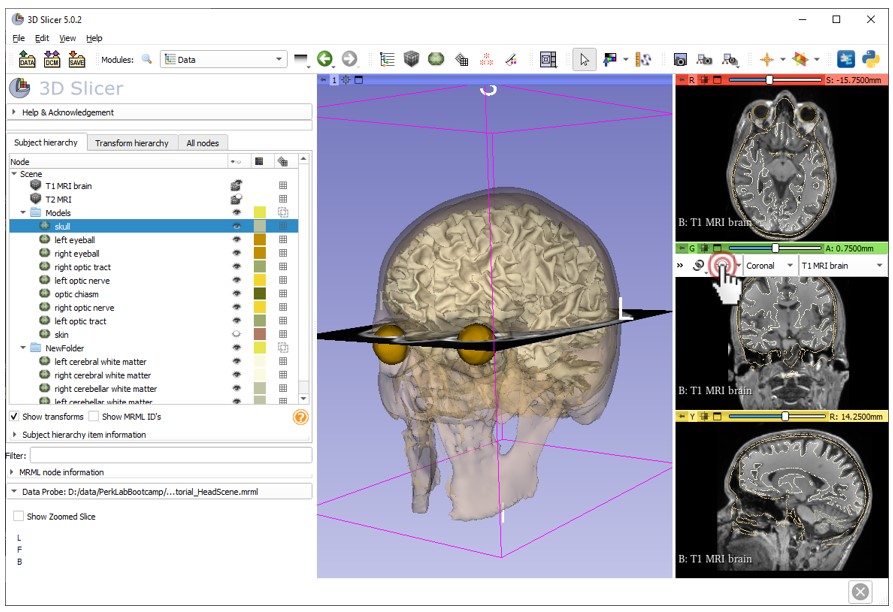 3D Slicer 5.0.2
File Edit View Help
DATA DCM SAVE Modules: Data
3D Slicer
Help & Acknowledgement
Subject hierarchy Transform hierarchy All nodes
Node
Scene
T1 MRI brain
T2 MRI
Models
skull
left eyeball
right eyeball
right optic tract
left optic nerve
optic chiasm
right optic nerve
left optic tract
skin
NewFolder
left cerebral white matter
right cerebral white matter
right cerebellar white matter
left cerebellar white matter
Show transforms Show MRML ID's
Subject hierarchy item information
Filter:
MRML node information
Data Probe: D:/data/PerkLabBootcamp/...torial_HeadScene.mrml
Show Zoomed Slice
L
F
B
1
S
L
I
R S: -15.7500mm
B: T1 MRI brain
G A: 0.7500mm
» Coronal T1 MRI brain
B: T1 MRI brain
Y R: 14.2500mm
B: T1 MRI brain